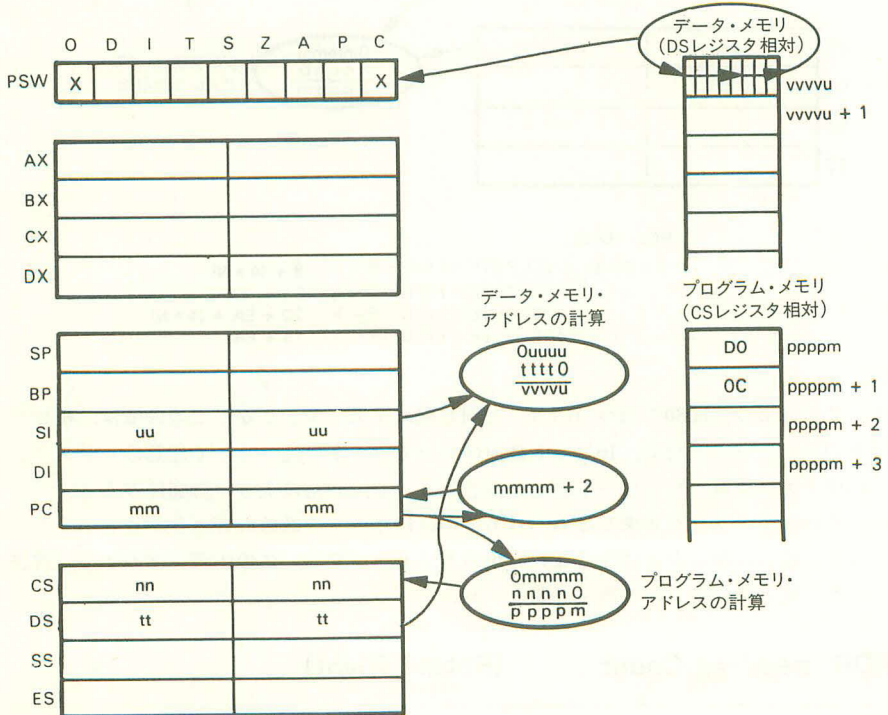 O D I T S Z A P C
PSW X X
データ・メモリ
(DSレジスタ相対)
vvvvu
vvvvu + 1
AX
BX
CX
DX
データ・メモリ・
アドレスの計算
プログラム・メモリ
(CSレジスタ相対)
SP
BP
SI uu uu
DI
PC mm mm
0uuuu
tttt0
vvvvu
mmmm + 2
D0 ppppm
0C ppppm + 1
ppppm + 2
ppppm + 3
CS nn nn
DS tt tt
SS
ES
0mmmm
nnnn0
ppppm
プログラム・メモリ・
アドレスの計算